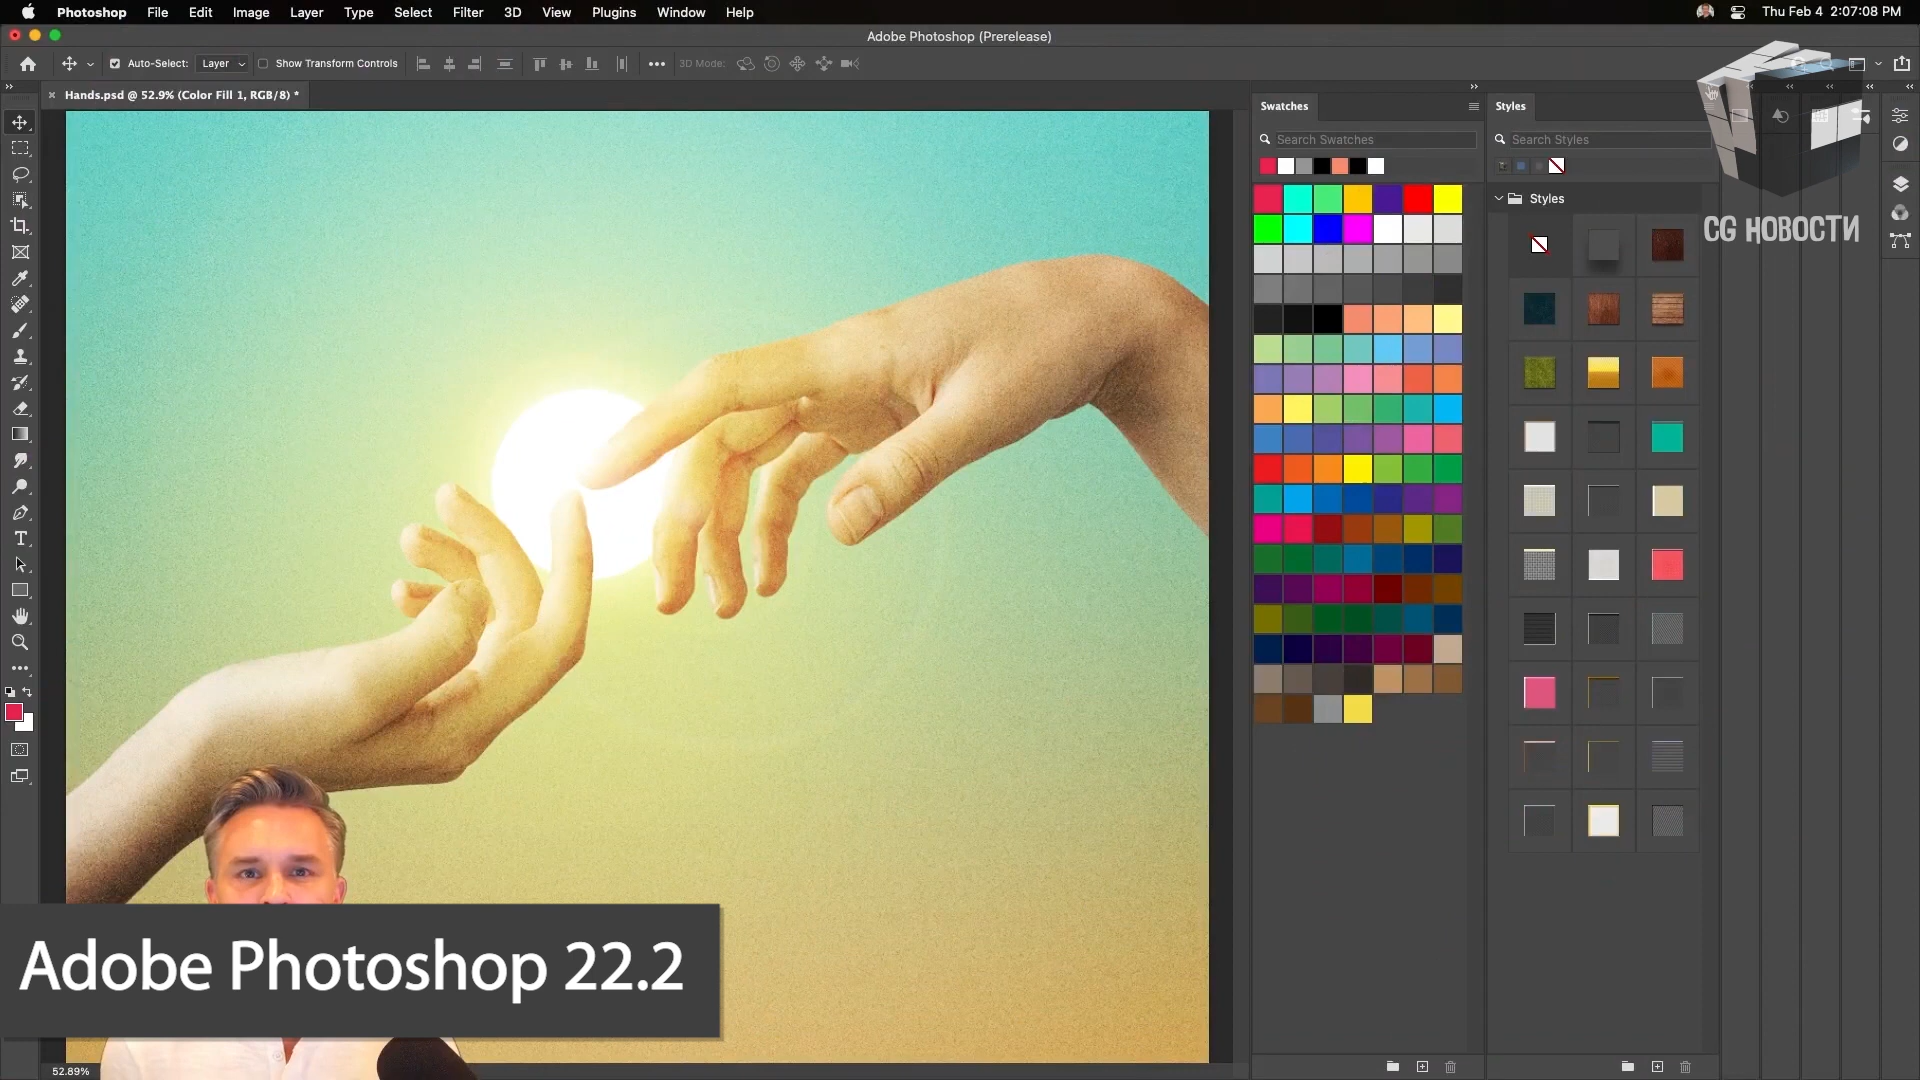 Photoshop File Edit Image Layer Type Select Filter 3D View Plugins Window Help
Thu Feb 4 2:07:08 PM
Adobe Photoshop (Prerelease)
Auto-Select: Layer Show Transform Controls 3D Mode:
Hands.psd @ 52.9% (Color Fill 1, RGB/8) *
Swatches
Styles
Search Swatches
Search Styles
Styles
CG НОВОСТИ
Adobe Photoshop 22.2
52.89%